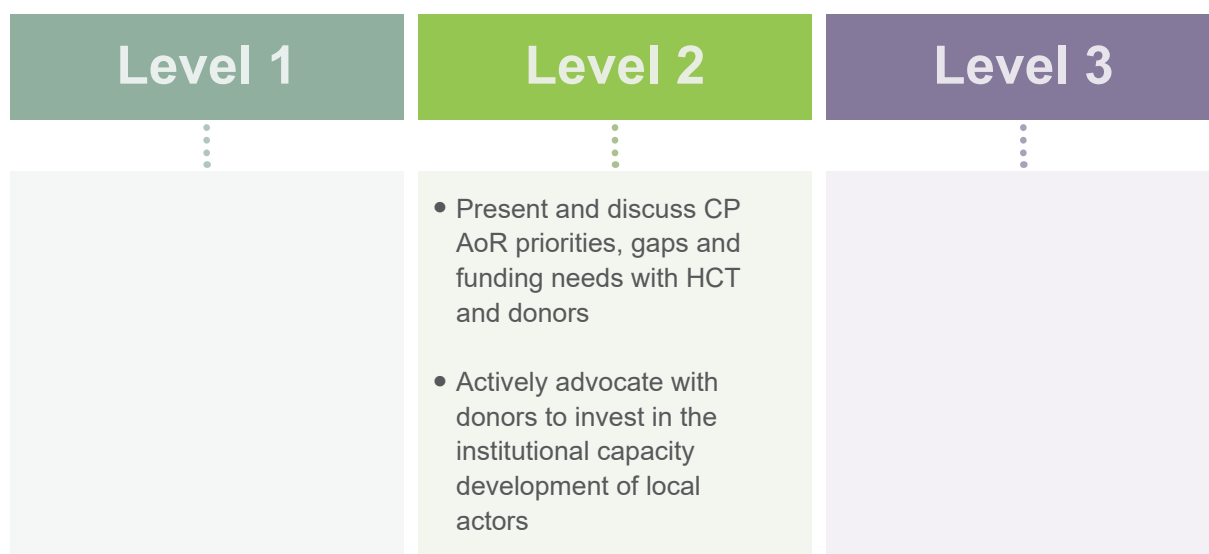 Level 1
Level 2
Level 3
• Present and discuss CP
AoR priorities, gaps and
funding needs with HCT
and donors
• Actively advocate with
donors to invest in the
institutional capacity
development of local
actors